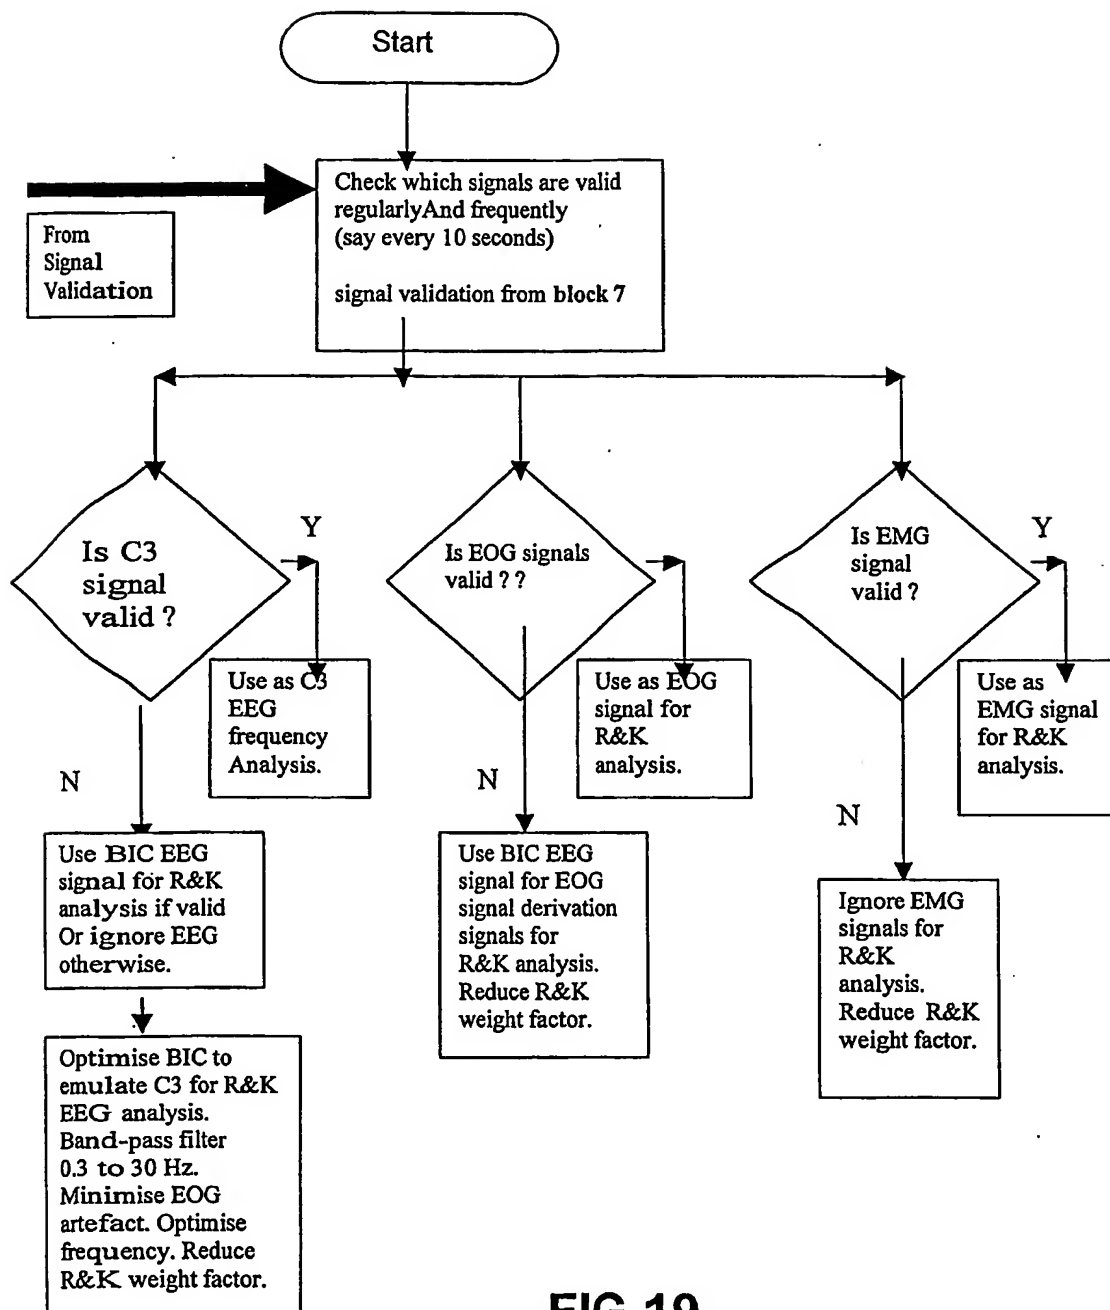 Start
Check which signals are valid
regularlyAnd frequently
(say every 10 seconds)
signal validation from block 7
From
Signal
Validation
Is C3
signal
valid ?
Y
N
Use as C3
EEG
frequency
Analysis.
Use BIC EEG
signal for R&K
analysis if valid
Or ignore EEG
otherwise.
Optimise BIC to
emulate C3 for R&K
EEG analysis.
Band-pass filter
0.3 to 30 Hz.
Minimise EOG
artefact. Optimise
frequency. Reduce
R&K weight factor.
Is EOG signals
valid ? ?
N
Use as EOG
signal for
R&K
analysis.
Use BIC EEG
signal for EOG
signal derivation
signals for
R&K analysis.
Reduce R&K
weight factor.
Is EMG
signal
valid ?
Y
N
Use as
EMG signal
for R&K
analysis.
Ignore EMG
signals for
R&K
analysis.
Reduce R&K
weight factor.
FIG 19